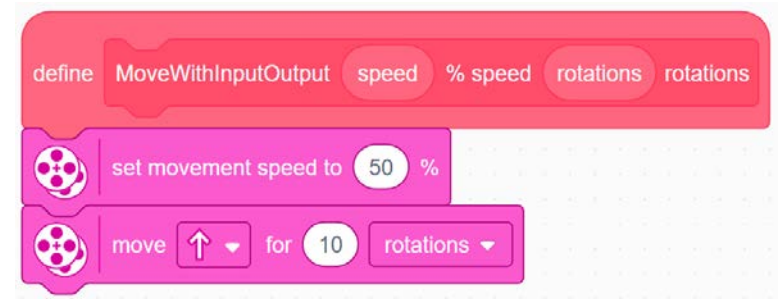 define MoveWithInputOutput speed % speed rotations rotations
set movement speed to 50 %
move for 10 rotations